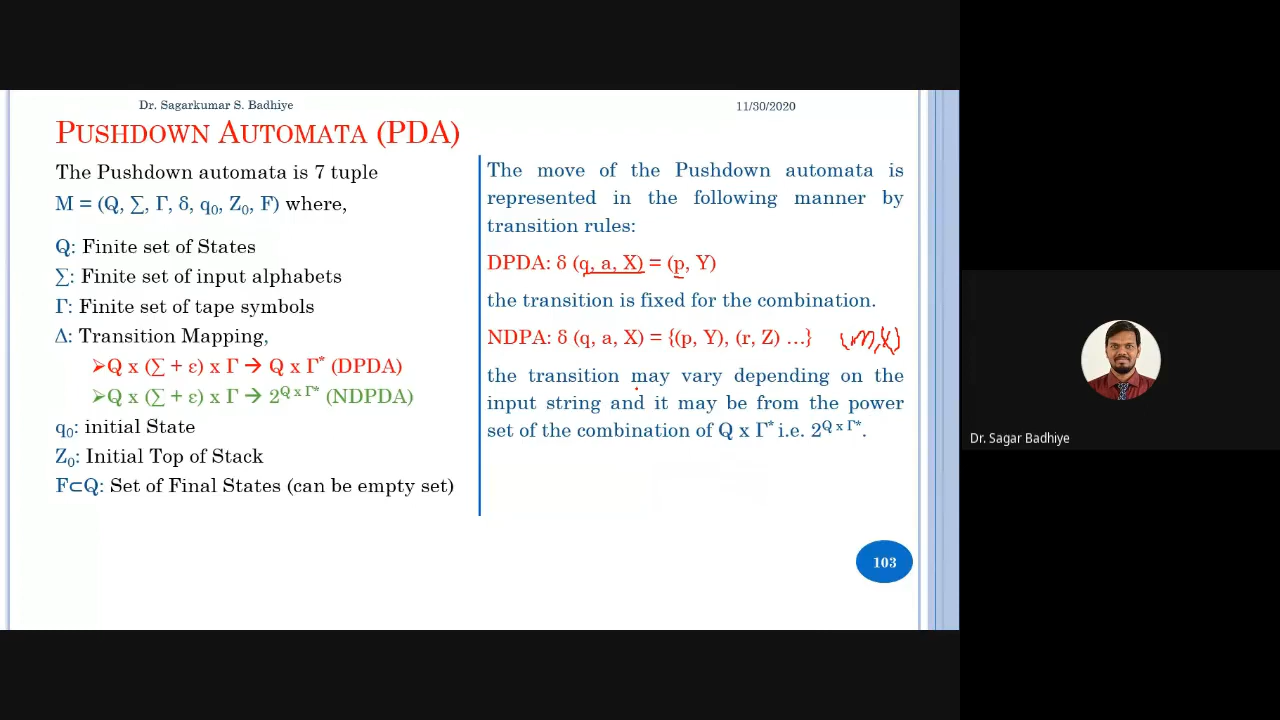 Dr. Sagarkumar S. Badhiye
11/30/2020
PUSHDOWN AUTOMATA (PDA)
The Pushdown automata is 7 tuple
M = (Q, ∑, Γ, δ, q₀, Z₀, F) where,
Q: Finite set of States
∑: Finite set of input alphabets
Γ: Finite set of tape symbols
Δ: Transition Mapping,
➢Q x (∑ + ε) x Γ → Q x Γ* (DPDA)
➢Q x (∑ + ε) x Γ → 2^Q x Γ* (NDPDA)
q₀: initial State
Z₀: Initial Top of Stack
F⊂Q: Set of Final States (can be empty set)
The move of the Pushdown automata is
represented in the following manner by
transition rules:
DPDA: δ (q, a, X) = (p, Y)
the transition is fixed for the combination.
NDPA: δ (q, a, X) = {(p, Y), (r, Z) …}
the transition may vary depending on the
input string and it may be from the power
set of the combination of Q x Γ* i.e. 2^Q x Γ*.
103
Dr. Sagar Badhiye